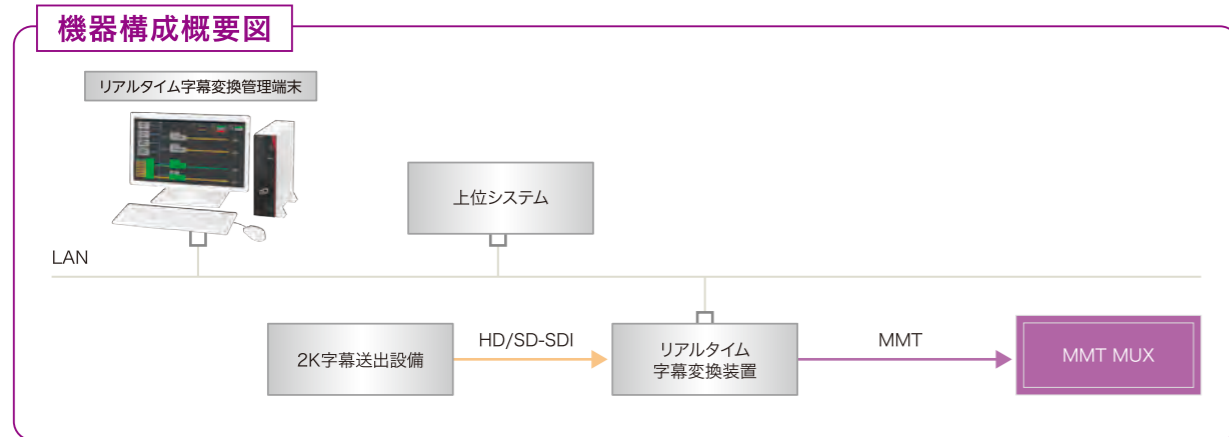 機器構成概要図
リアルタイム字幕変換管理端末
上位システム
LAN
2K字幕送出設備
HD/SD-SDI
リアルタイム
字幕変換装置
MMT
MMT MUX